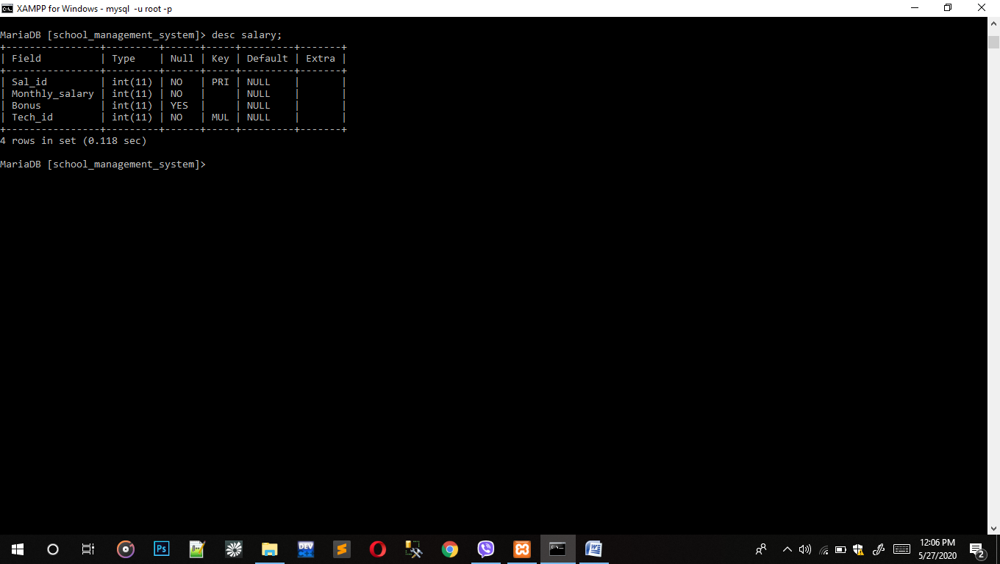 XAMPP for Windows - mysql  -u root -p
MariaDB [school_management_system]> desc salary;
+----------------+---------+------+-----+---------+-------+
| Field          | Type    | Null | Key | Default | Extra |
+----------------+---------+------+-----+---------+-------+
| Sal_id         | int(11) | NO   | PRI | NULL    |       |
| Monthly_salary | int(11) | NO   |     | NULL    |       |
| Bonus          | int(11) | YES  |     | NULL    |       |
| Tech_id        | int(11) | NO   | MUL | NULL    |       |
+----------------+---------+------+-----+---------+-------+
4 rows in set (0.118 sec)
MariaDB [school_management_system]>
Ps
DEV
12:06 PM
5/27/2020
2